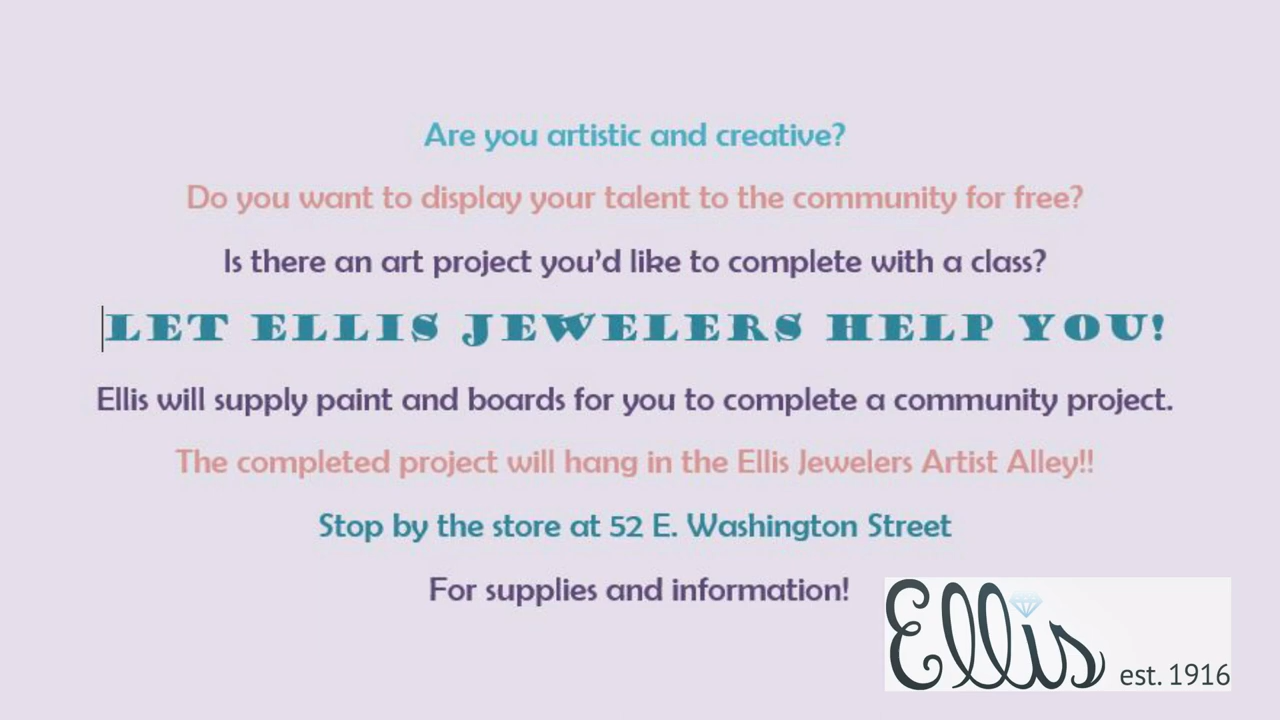 Are you artistic and creative?
Do you want to display your talent to the community for free?
Is there an art project you'd like to complete with a class?
LET ELLIS JEWELERS HELP YOU!
Ellis will supply paint and boards for you to complete a community project.
The completed project will hang in the Ellis Jewelers Artist Alley!!
Stop by the store at 52 E. Washington Street
For supplies and information!
Ellis est. 1916